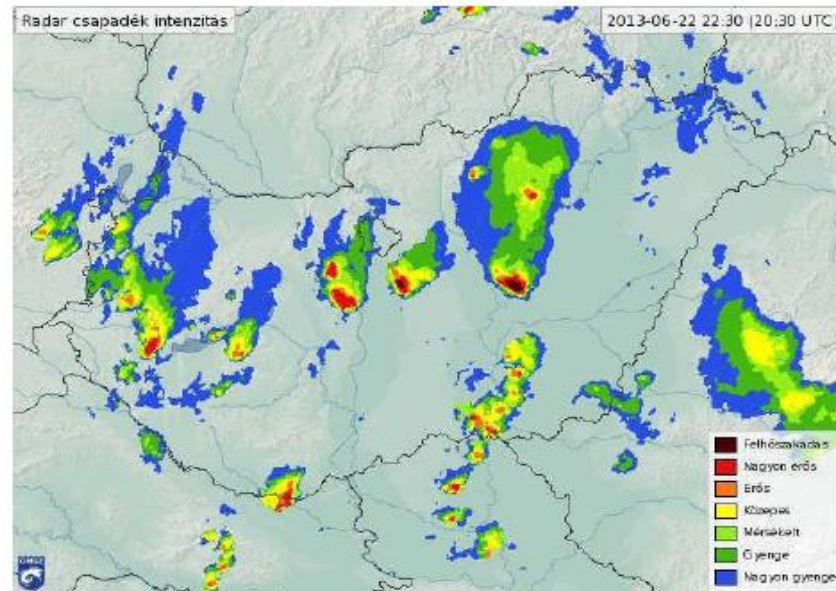 Radar csapadék intenzitás
2013-06-22 22:30 (20:30 UTC)
Felhőszakadás
Nagyon erős
Erős
Közepes
Mérsékelt
Gyenge
Nagyon gyenge